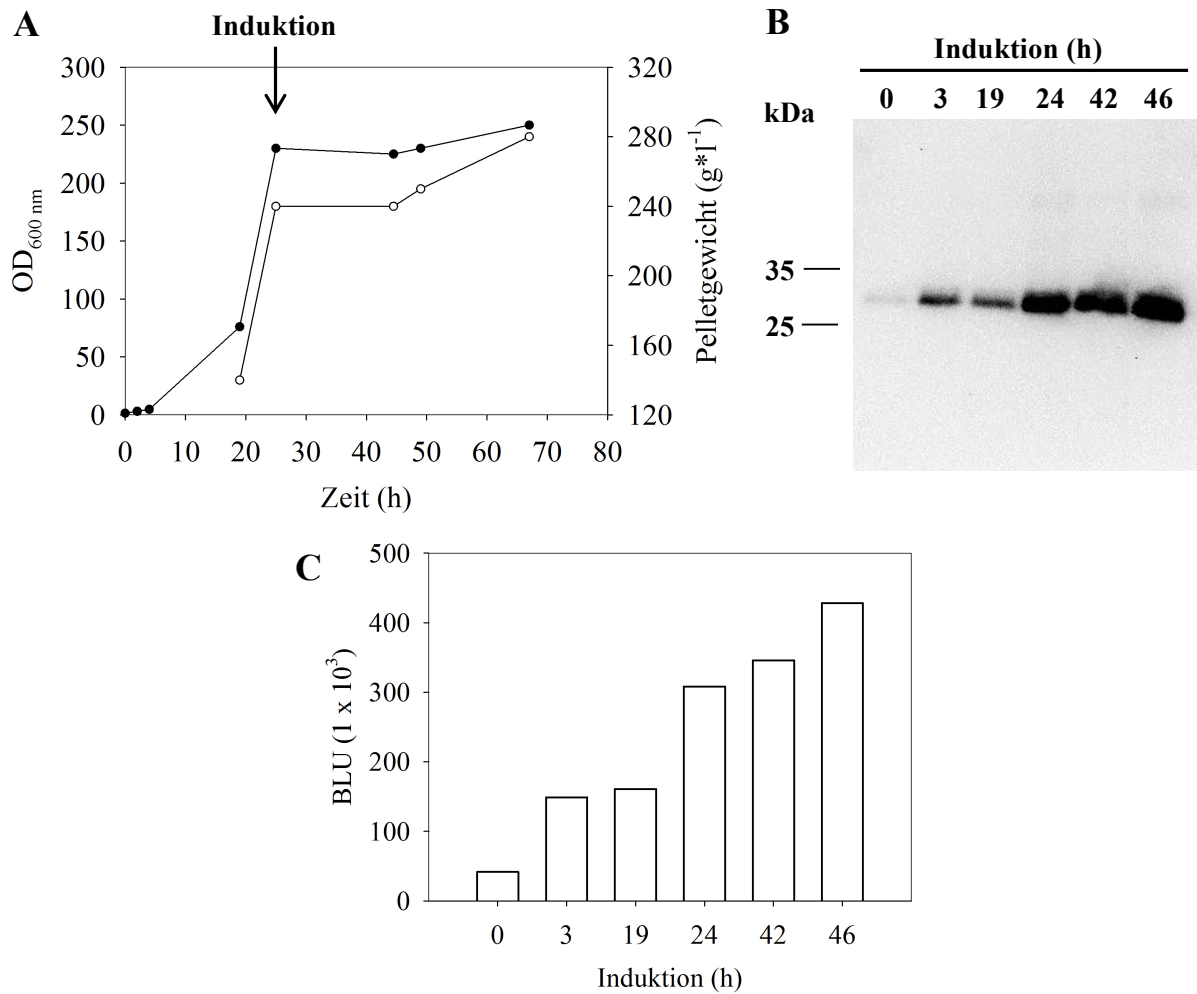 A
Induktion
300
250
200
150
100
50
0
OD600 nm
320
280
240
200
160
120
Pelletgewicht (g*l-1)
0 10 20 30 40 50 60 70 80
Zeit (h)
B
Induktion (h)
0 3 19 24 42 46
kDa
35
25
C
500
400
300
200
100
0
BLU (1 x 10³)
0 3 19 24 42 46
Induktion (h)